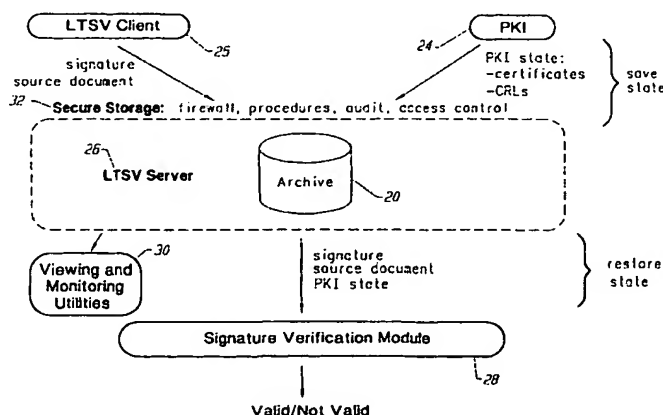 LTSV Client
25
24
PKI
signature
source document
PKI state:
-certificates
-CRLs
save
state
32
Secure Storage: firewall, procedures, audit, access control
26
LTSV Server
Archive
20
30
Viewing and
Monitoring
Utilities
signature
source document
PKI state
restore
state
Signature Verification Module
28
Valid/Not Valid